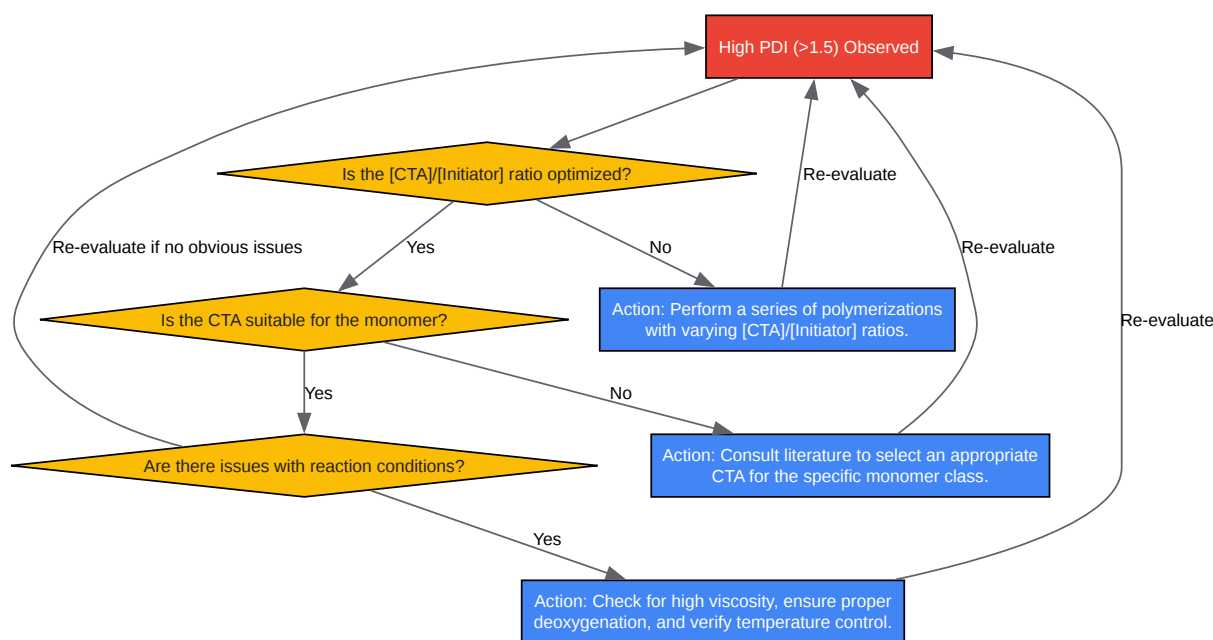 High PDI (>1.5) Observed
Is the [CTA]/[Initiator] ratio optimized?
Re-evaluate
Re-evaluate if no obvious issues
Yes
No
Re-evaluate
Is the CTA suitable for the monomer?
Action: Perform a series of polymerizations
with varying [CTA]/[Initiator] ratios.
Re-evaluate
Yes
No
Are there issues with reaction conditions?
Action: Consult literature to select an appropriate
CTA for the specific monomer class.
Yes
Action: Check for high viscosity, ensure proper
deoxygenation, and verify temperature control.